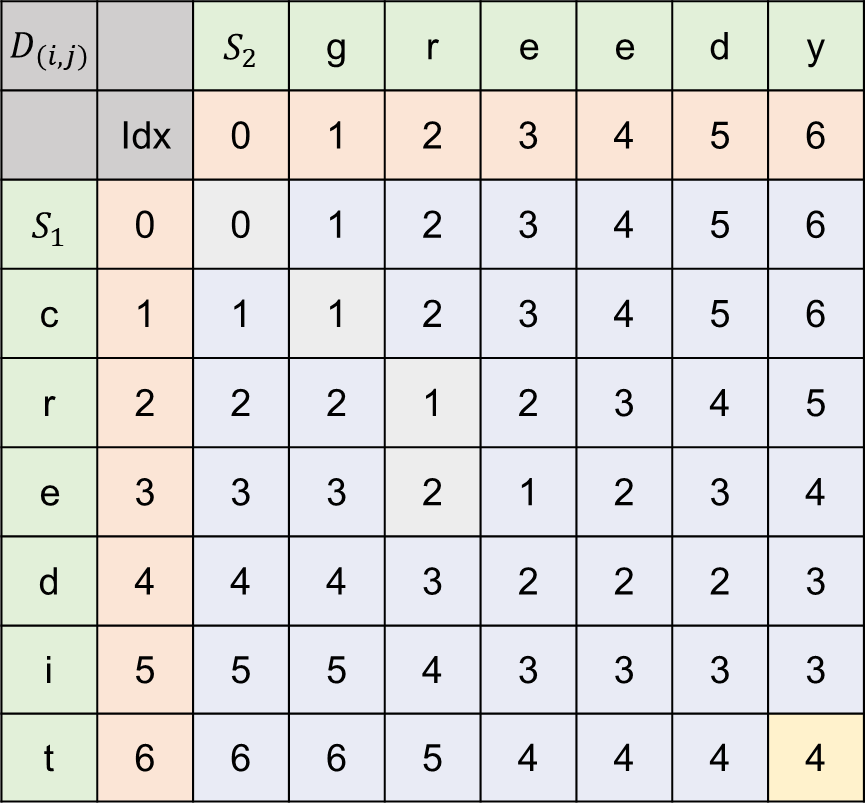 D(i,j) S2 g r e e d y
Idx 0 1 2 3 4 5 6
S1 0 0 1 2 3 4 5 6
c 1 1 1 2 3 4 5 6
r 2 2 2 1 2 3 4 5
e 3 3 3 2 1 2 3 4
d 4 4 4 3 2 2 2 3
i 5 5 5 4 3 3 3 3
t 6 6 6 5 4 4 4 4